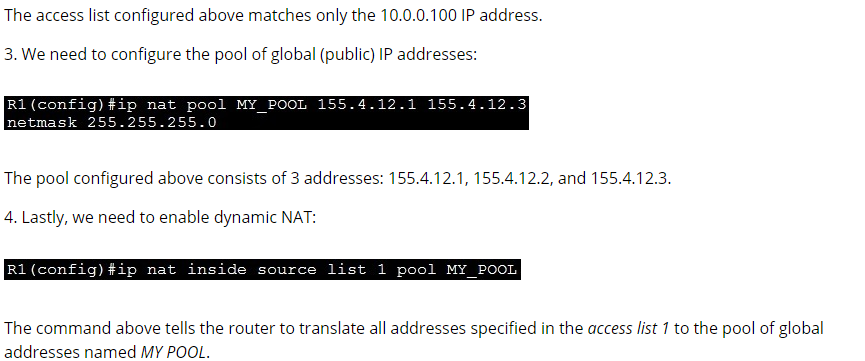 The access list configured above matches only the 10.0.0.100 IP address.
3. We need to configure the pool of global (public) IP addresses:
R1(config)#ip nat pool MY_POOL 155.4.12.1 155.4.12.3
netmask 255.255.255.0
The pool configured above consists of 3 addresses: 155.4.12.1, 155.4.12.2, and 155.4.12.3.
4. Lastly, we need to enable dynamic NAT:
R1(config)#ip nat inside source list 1 pool MY_POOL
The command above tells the router to translate all addresses specified in the access list 1 to the pool of global
addresses named MY POOL.